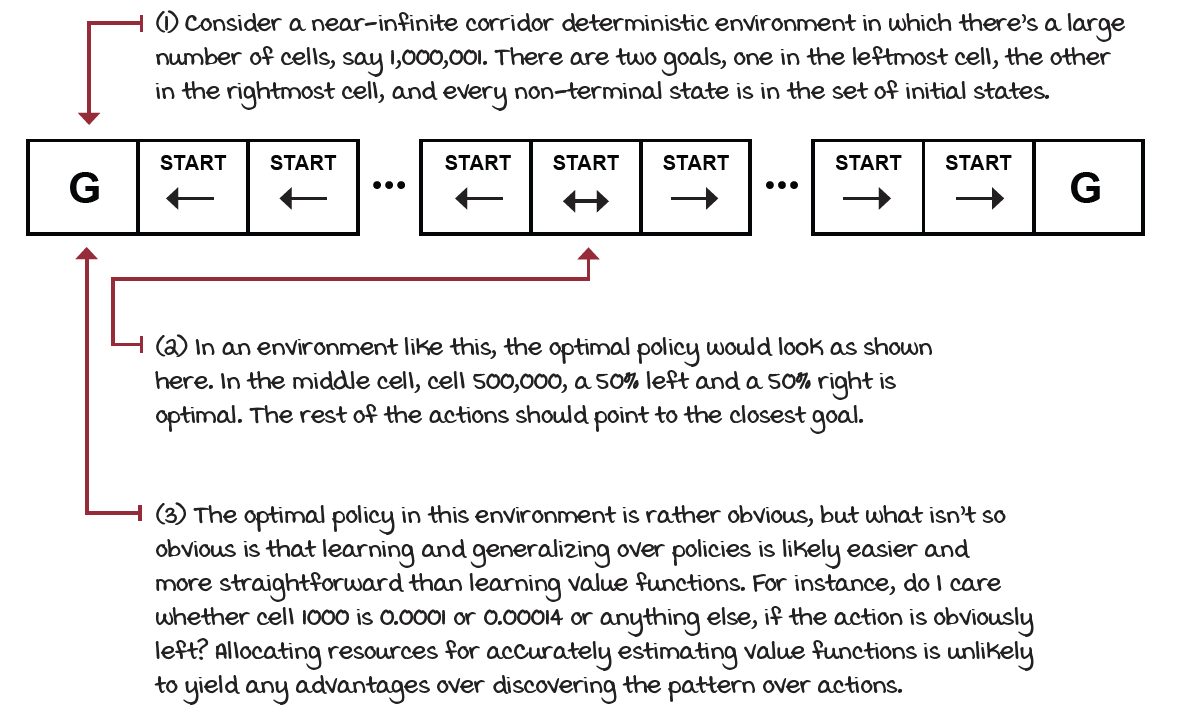 (1) Consider a near-infinite corridor deterministic environment in which there's a large
number of cells, say 1,000,001. There are two goals, one in the leftmost cell, the other
in the rightmost cell, and every non-terminal state is in the set of initial states.
G START START ... START START START ... START START G
(2) In an environment like this, the optimal policy would look as shown
here. In the middle cell, cell 500,000, a 50% left and a 50% right is
optimal. The rest of the actions should point to the closest goal.
(3) The optimal policy in this environment is rather obvious, but what isn't so
obvious is that learning and generalizing over policies is likely easier and
more straightforward than learning value functions. For instance, do I care
whether cell 1000 is 0.0001 or 0.00014 or anything else, if the action is obviously
left? Allocating resources for accurately estimating value functions is unlikely
to yield any advantages over discovering the pattern over actions.